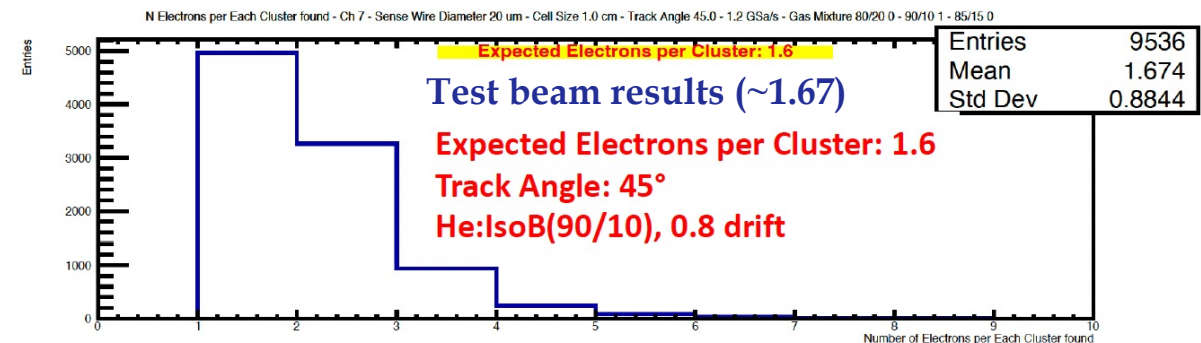 N Electrons per Each Cluster found - Ch 7 - Sense Wire Diameter 20 um - Cell Size 1.0 cm - Track Angle 45.0 - 1.2 GSa/s - Gas Mixture 80/20 0 - 90/10 1 - 85/15 0
Entries
5000
4000
3000
2000
1000
0
Expected Electrons per Cluster: 1.6
Test beam results (~1.67)
Expected Electrons per Cluster: 1.6
Track Angle: 45°
He:IsoB(90/10), 0.8 drift
Entries 9536
Mean 1.674
Std Dev 0.8844
0 1 2 3 4 5 6 7 8 9 10
Number of Electrons per Each Cluster found